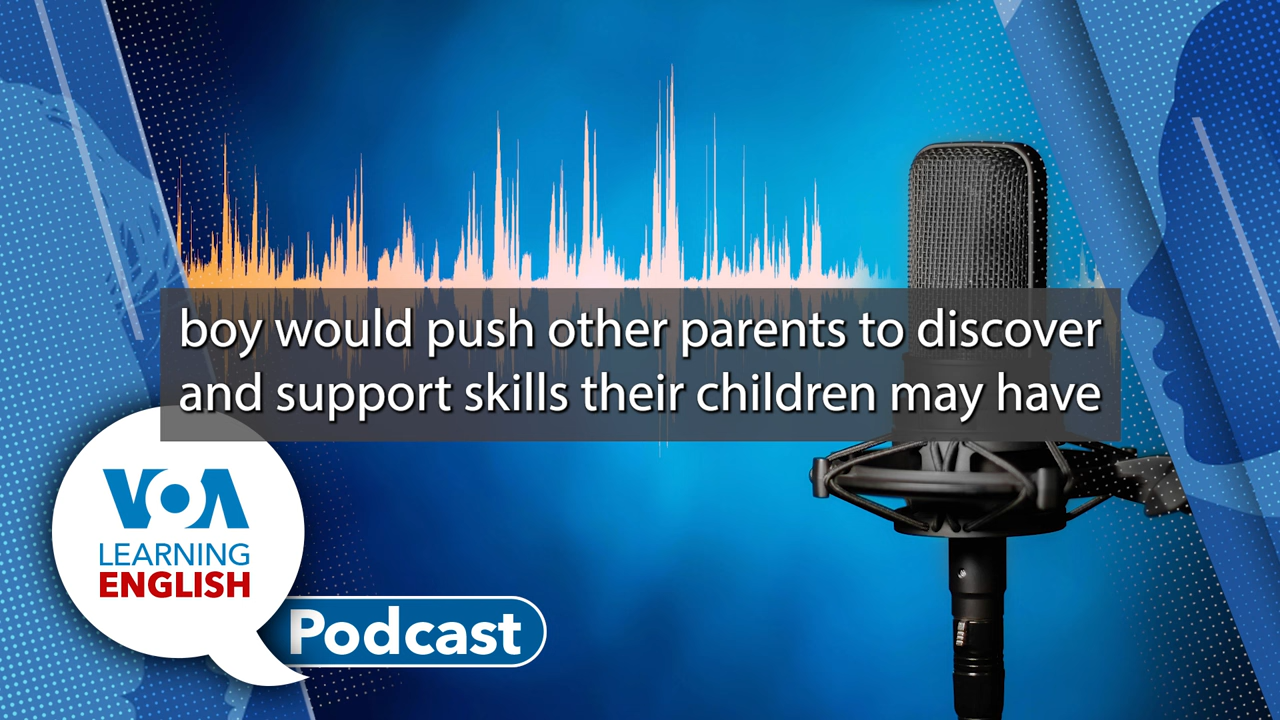 boy would push other parents to discover
and support skills their children may have
VOA
LEARNING
ENGLISH
Podcast